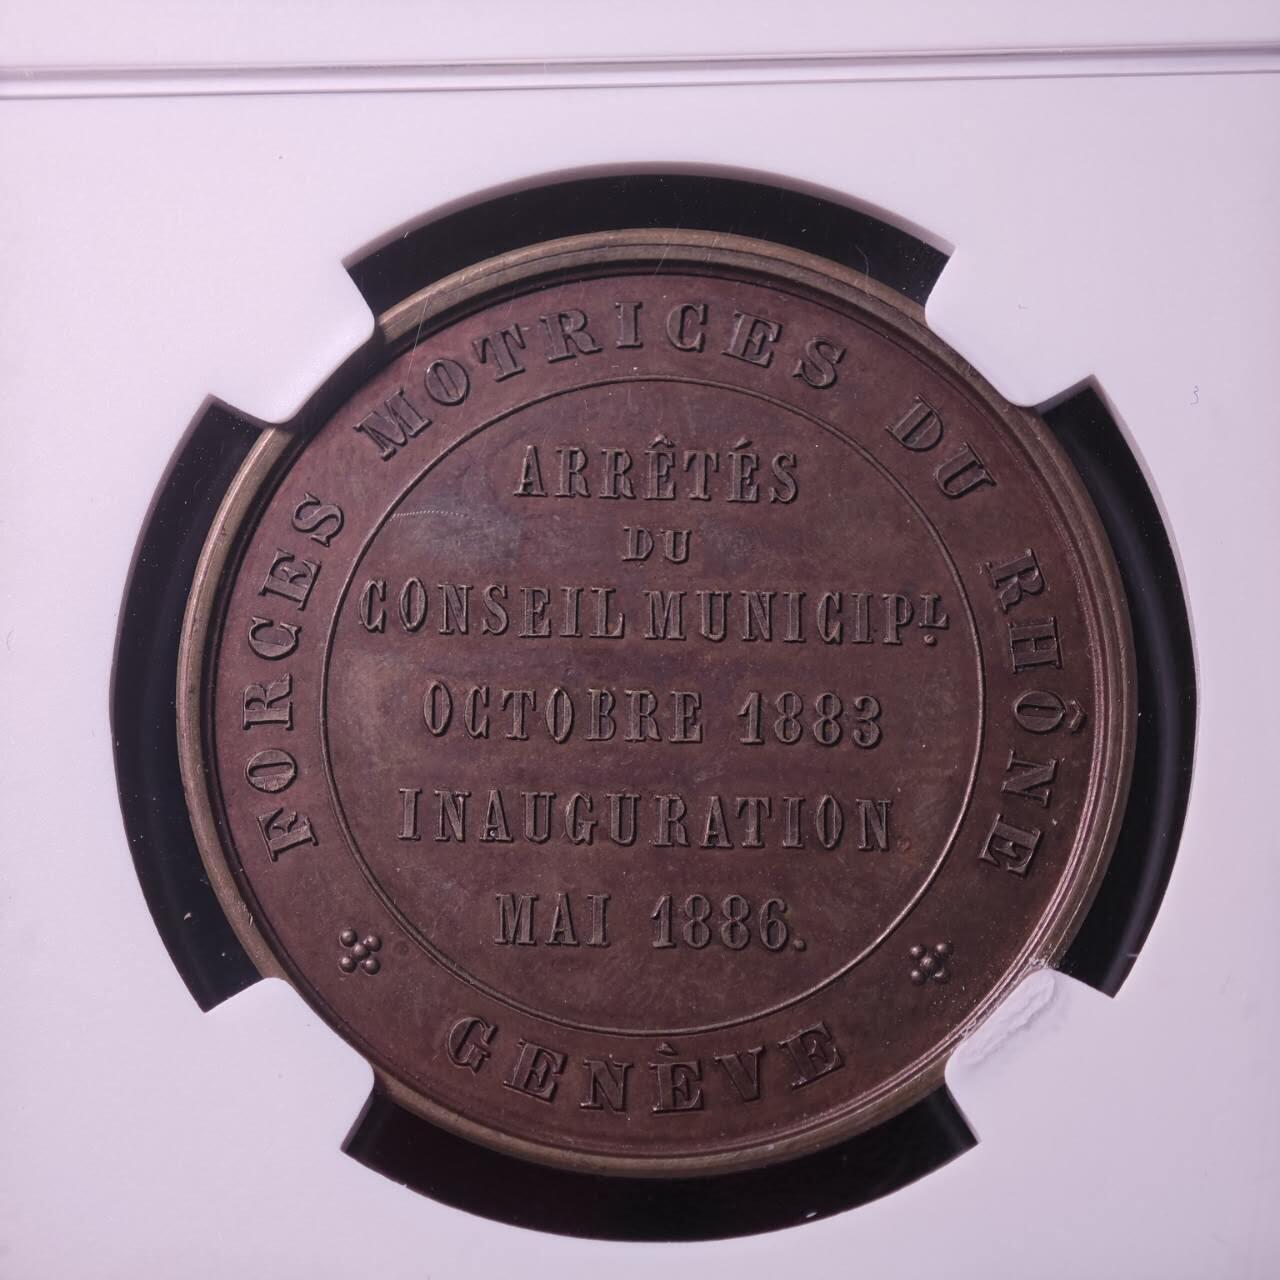 FORCES MOTRICES DU RHÔNE
ARRÊTÉS
DU
CONSEIL MUNICIPL.
OCTOBRE 1883
INAUGURATION
MAI 1886.
GENÈVE